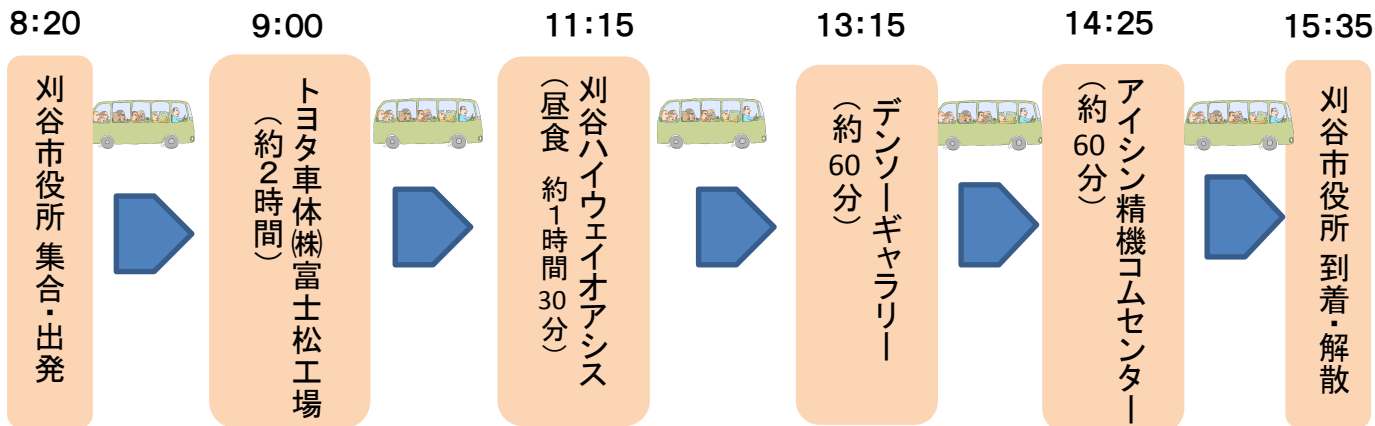 8:20
刈谷市役所 集合・出発
9:00
トヨタ車体㈱富士松工場
（約２時間）
11:15
刈谷ハイウェイオアシス
（昼食　約１時間30分）
13:15
デンソーギャラリー
（約60分）
14:25
アイシン精機コムセンター
（約60分）
15:35
刈谷市役所 到着・解散